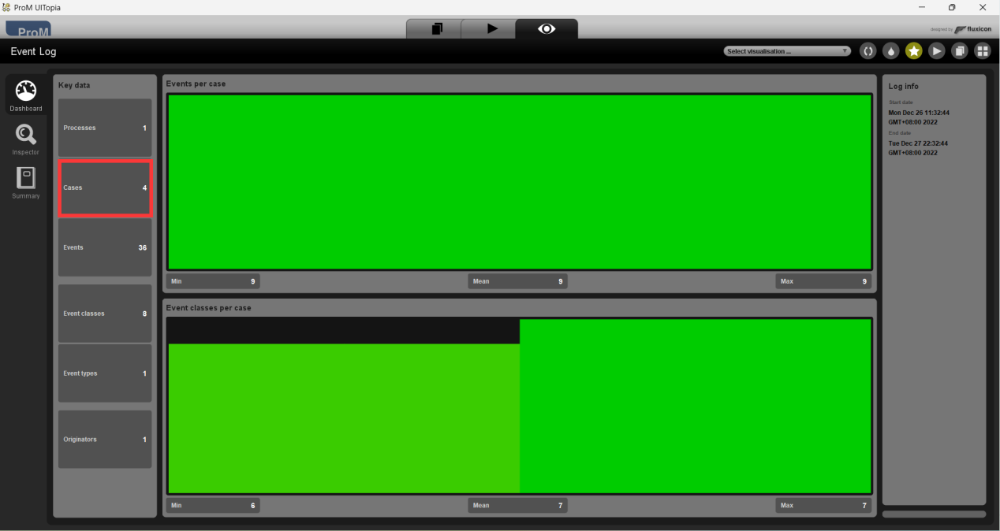 ProM UITopia
ProM
designed by fluxicon
Event Log
Select visualisation ...
Dashboard
Inspector
Summary
Key data
Processes 1
Cases 4
Events 36
Event classes 8
Event types 1
Originators 1
Events per case
Min 9
Mean 9
Max 9
Event classes per case
Min 6
Mean 7
Max 7
Log info
Start date
Mon Dec 26 11:32:44
GMT+08:00 2022
End date
Tue Dec 27 22:32:44
GMT+08:00 2022